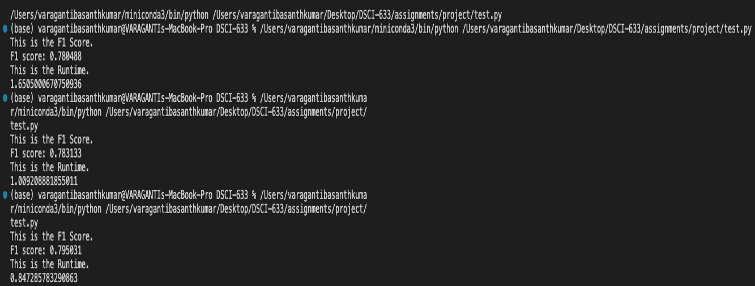 /Users/varagantibasanthkumar/miniconda3/bin/python /Users/varagantibasanthkumar/Desktop/DSCI-633/assignments/project/test.py
(base) varagantibasanthkumar@VARAGANTIs-MacBook-Pro DSCI-633 % /Users/varagantibasanthkumar/miniconda3/bin/python /Users/varagantibasanthkumar/Desktop/DSCI-633/assignments/project/test.py
This is the F1 Score.
F1 score: 0.780488
This is the Runtime.
1.6505000670750936
(base) varagantibasanthkumar@VARAGANTIs-MacBook-Pro DSCI-633 % /Users/varagantibasanthkuma
r/miniconda3/bin/python /Users/varagantibasanthkumar/Desktop/DSCI-633/assignments/project/
test.py
This is the F1 Score.
F1 score: 0.783133
This is the Runtime.
1.009208881855011
(base) varagantibasanthkumar@VARAGANTIs-MacBook-Pro DSCI-633 % /Users/varagantibasanthkuma
r/miniconda3/bin/python /Users/varagantibasanthkumar/Desktop/DSCI-633/assignments/project/
test.py
This is the F1 Score.
F1 score: 0.795031
This is the Runtime.
0.847285783290863